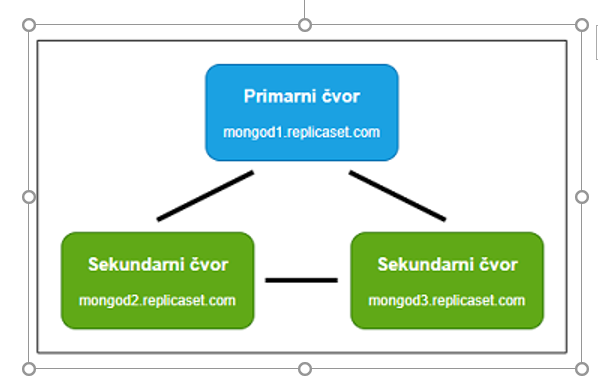 Primarni čvor
mongod1.replicaset.com
Sekundarni čvor
mongod2.replicaset.com
Sekundarni čvor
mongod3.replicaset.com